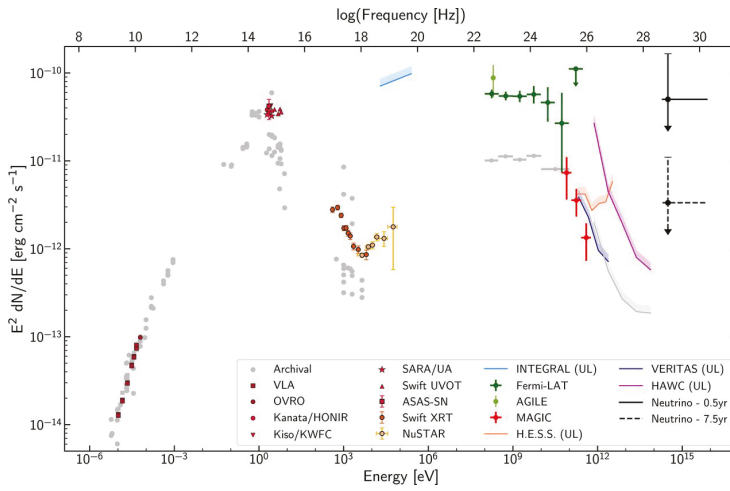 log(Frequency [Hz])
8 10 12 14 16 18 20 22 24 26 28 30
E² dN/dE [erg cm⁻² s⁻¹]
10⁻¹⁰
10⁻¹¹
10⁻¹²
10⁻¹³
10⁻¹⁴
Archival
VLA
OVRO
Kanata/HONIR
Kiso/KWFC
SARA/UA
Swift UVOT
ASAS-SN
Swift XRT
NuSTAR
INTEGRAL (UL)
Fermi-LAT
AGILE
MAGIC
H.E.S.S. (UL)
VERITAS (UL)
HAWC (UL)
Neutrino - 0.5yr
Neutrino - 7.5yr
10⁻⁶ 10⁻³ 10⁰ 10³ 10⁶ 10⁹ 10¹² 10¹⁵
Energy [eV]